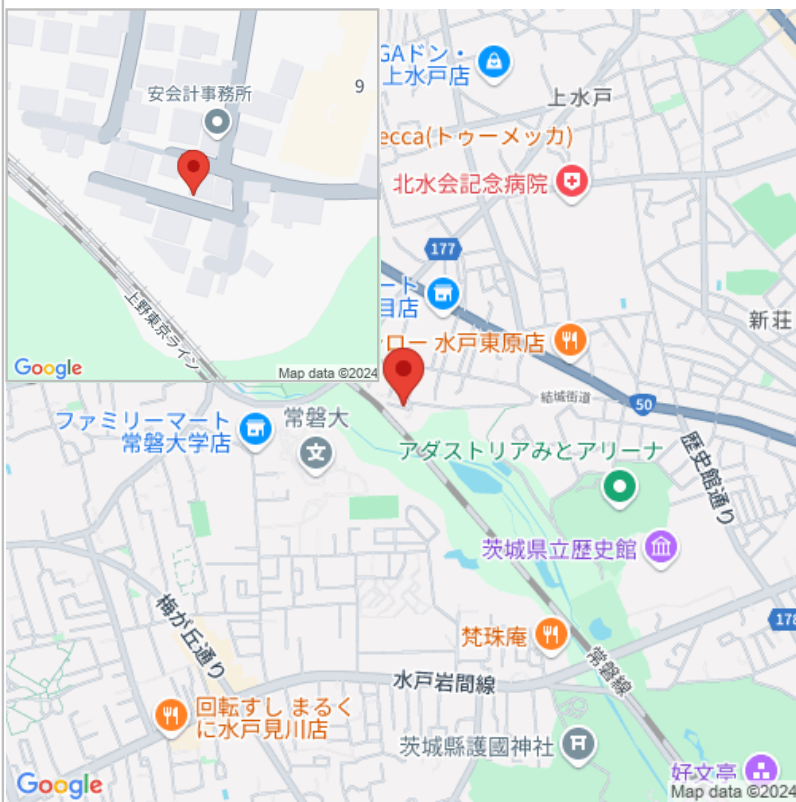 安会計事務所
9
上野東京ライン
Google
Map data ©2024
GAドン・
上水戸店
上水戸
ecca(トゥーメッカ)
北水会記念病院
177
ート
目店
新荘
ロー 水戸東原店
結城街道
50
ファミリーマート
常磐大学店
常磐大
アダストリアみとアリーナ
歴史館通り
茨城県立歴史館
梅が丘通り
梵珠庵
178
常磐線
水戸岩間線
回転すし まるく
に水戸見川店
茨城縣護國神社
好文亭
Google
Map data ©2024